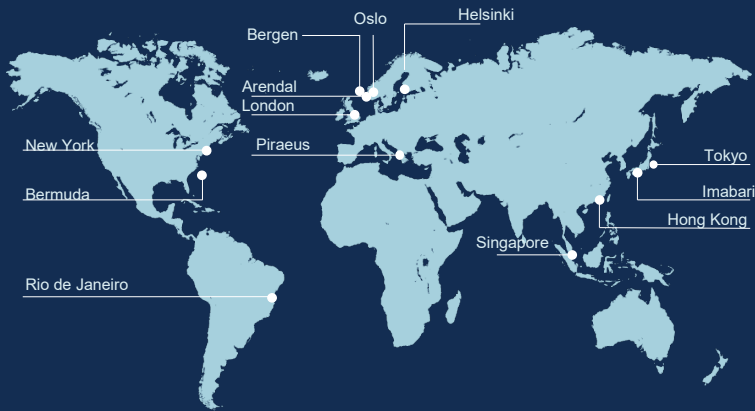 Helsinki
Oslo
Bergen
Arendal
London
New York
Piraeus
Tokyo
Bermuda
Imabari
Hong Kong
Singapore
Rio de Janeiro